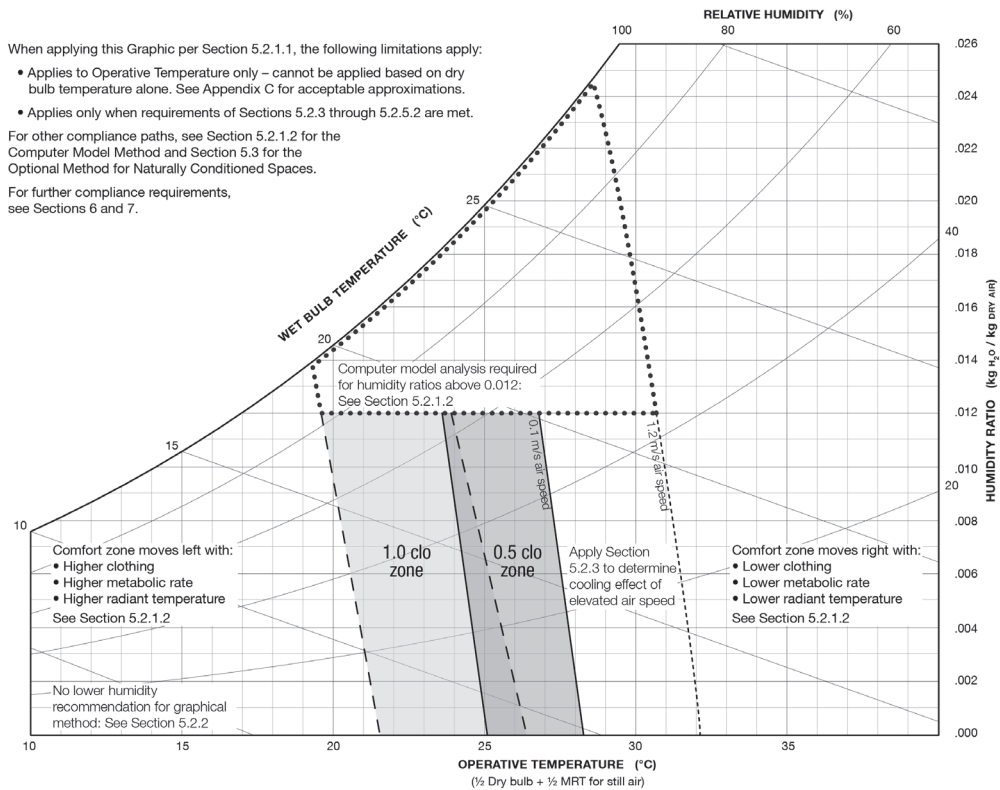 RELATIVE HUMIDITY (%)
100 80 60
When applying this Graphic per Section 5.2.1.1, the following limitations apply:
• Applies to Operative Temperature only – cannot be applied based on dry
bulb temperature alone. See Appendix C for acceptable approximations.
• Applies only when requirements of Sections 5.2.3 through 5.2.5.2 are met.
For other compliance paths, see Section 5.2.1.2 for the
Computer Model Method and Section 5.3 for the
Optional Method for Naturally Conditioned Spaces.
For further compliance requirements,
see Sections 6 and 7.
WET BULB TEMPERATURE (°C)
10
15
20
25
Computer model analysis required
for humidity ratios above 0.012:
See Section 5.2.1.2
0.1 m/s air speed
1.2 m/s air speed
1.0 clo
zone
0.5 clo
zone
Comfort zone moves left with:
• Higher clothing
• Higher metabolic rate
• Higher radiant temperature
See Section 5.2.1.2
Apply Section
5.2.3 to determine
cooling effect of
elevated air speed
Comfort zone moves right with:
• Lower clothing
• Lower metabolic rate
• Lower radiant temperature
See Section 5.2.1.2
No lower humidity
recommendation for graphical
method: See Section 5.2.2
.026
.024
.022
.020
40
.018
.016
.014
.012
.010
20
.008
.006
.004
.002
.000
HUMIDITY RATIO (kg H2O / kg DRY AIR)
10 15 20 25 30 35
OPERATIVE TEMPERATURE (°C)
(½ Dry bulb + ½ MRT for still air)